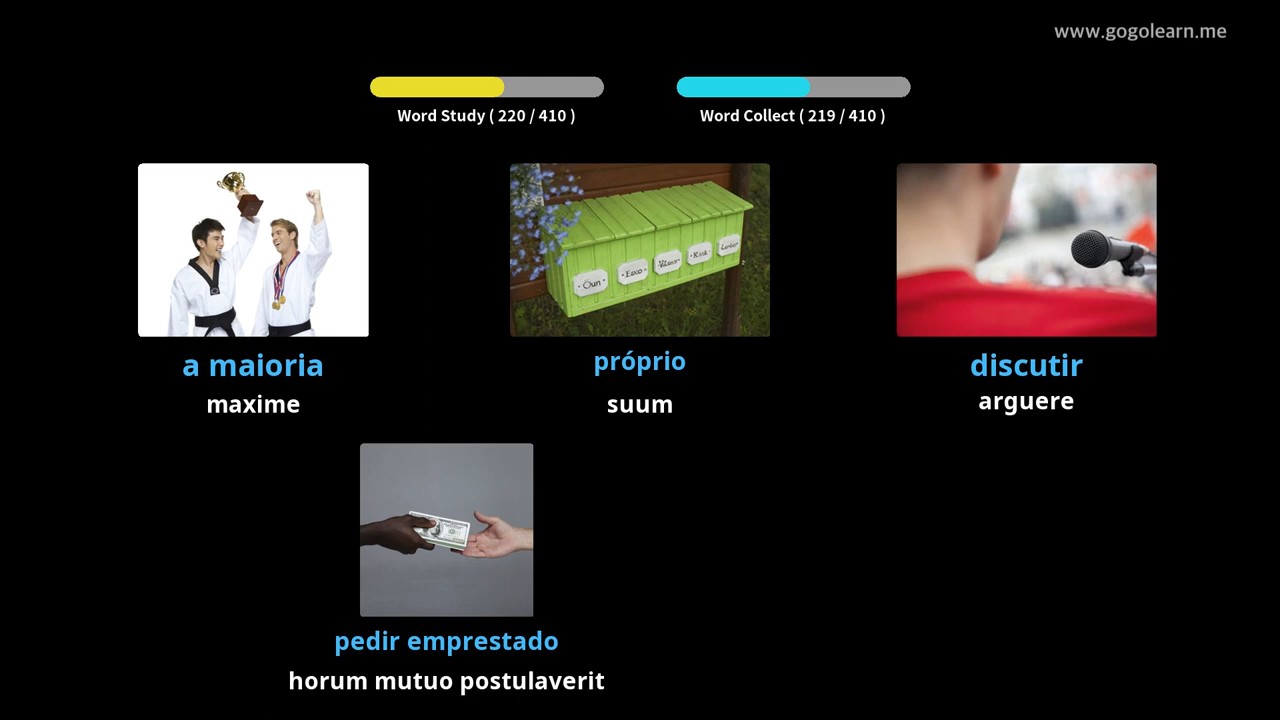 www.gogolearn.me
Word Study ( 220 / 410 )
Word Collect ( 219 / 410 )
Oun
a maioria
maxime
próprio
suum
discutir
arguere
pedir emprestado
horum mutuo postulaverit